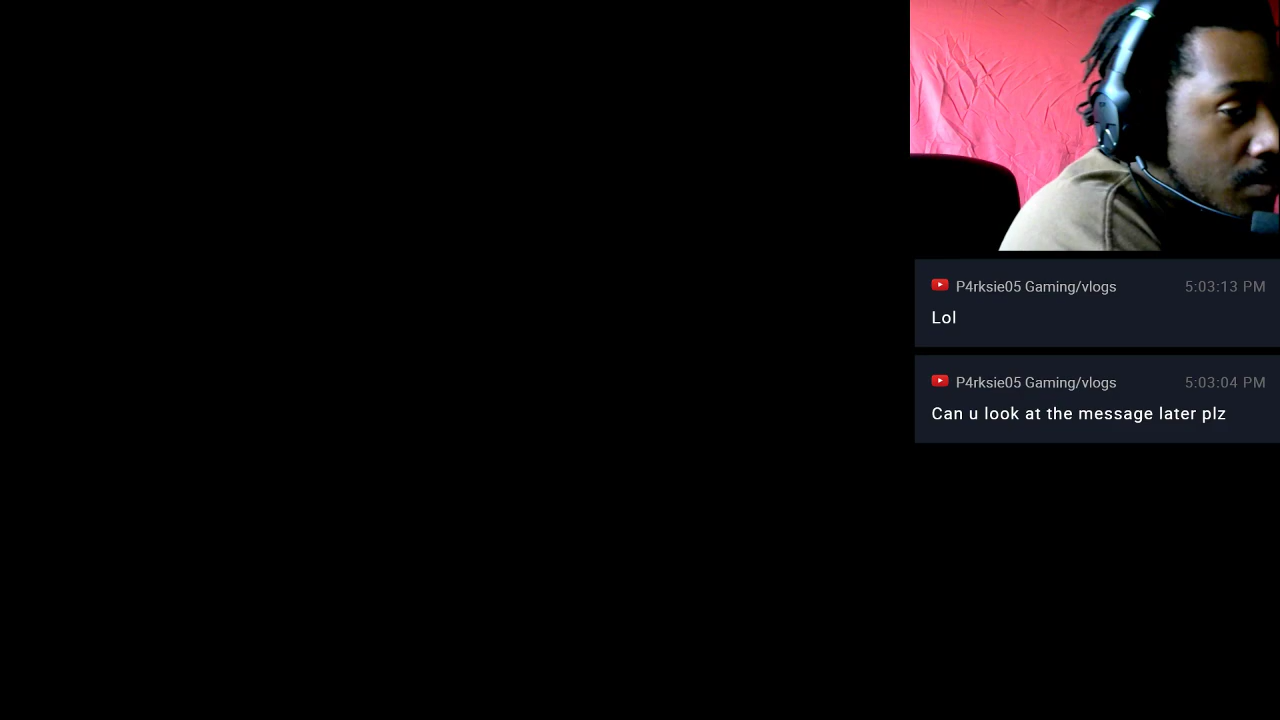 P4rksie05 Gaming/vlogs 5:03:13 PM
Lol
P4rksie05 Gaming/vlogs 5:03:04 PM
Can u look at the message later plz